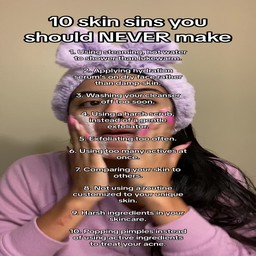 10 skin sins you
should NEVER make
1. Using steaming, hot water
to shower than lukewarm.
2. Applying hydration
serum's on dry face rather
than damp skin.
3. Washing your cleanser
off too soon.
4. Using a harsh scrub,
instead of a gentle
exfoliator.
5. Exfoliating too often,
6. Using too many actives at
once.
7. Comparing your skin to
others.
8. Not using a routine
customized to your unique
skin.
9. Harsh ingredients in your
skincare.
10. Popping pimples instead
of using active ingredients
to treat your acne.